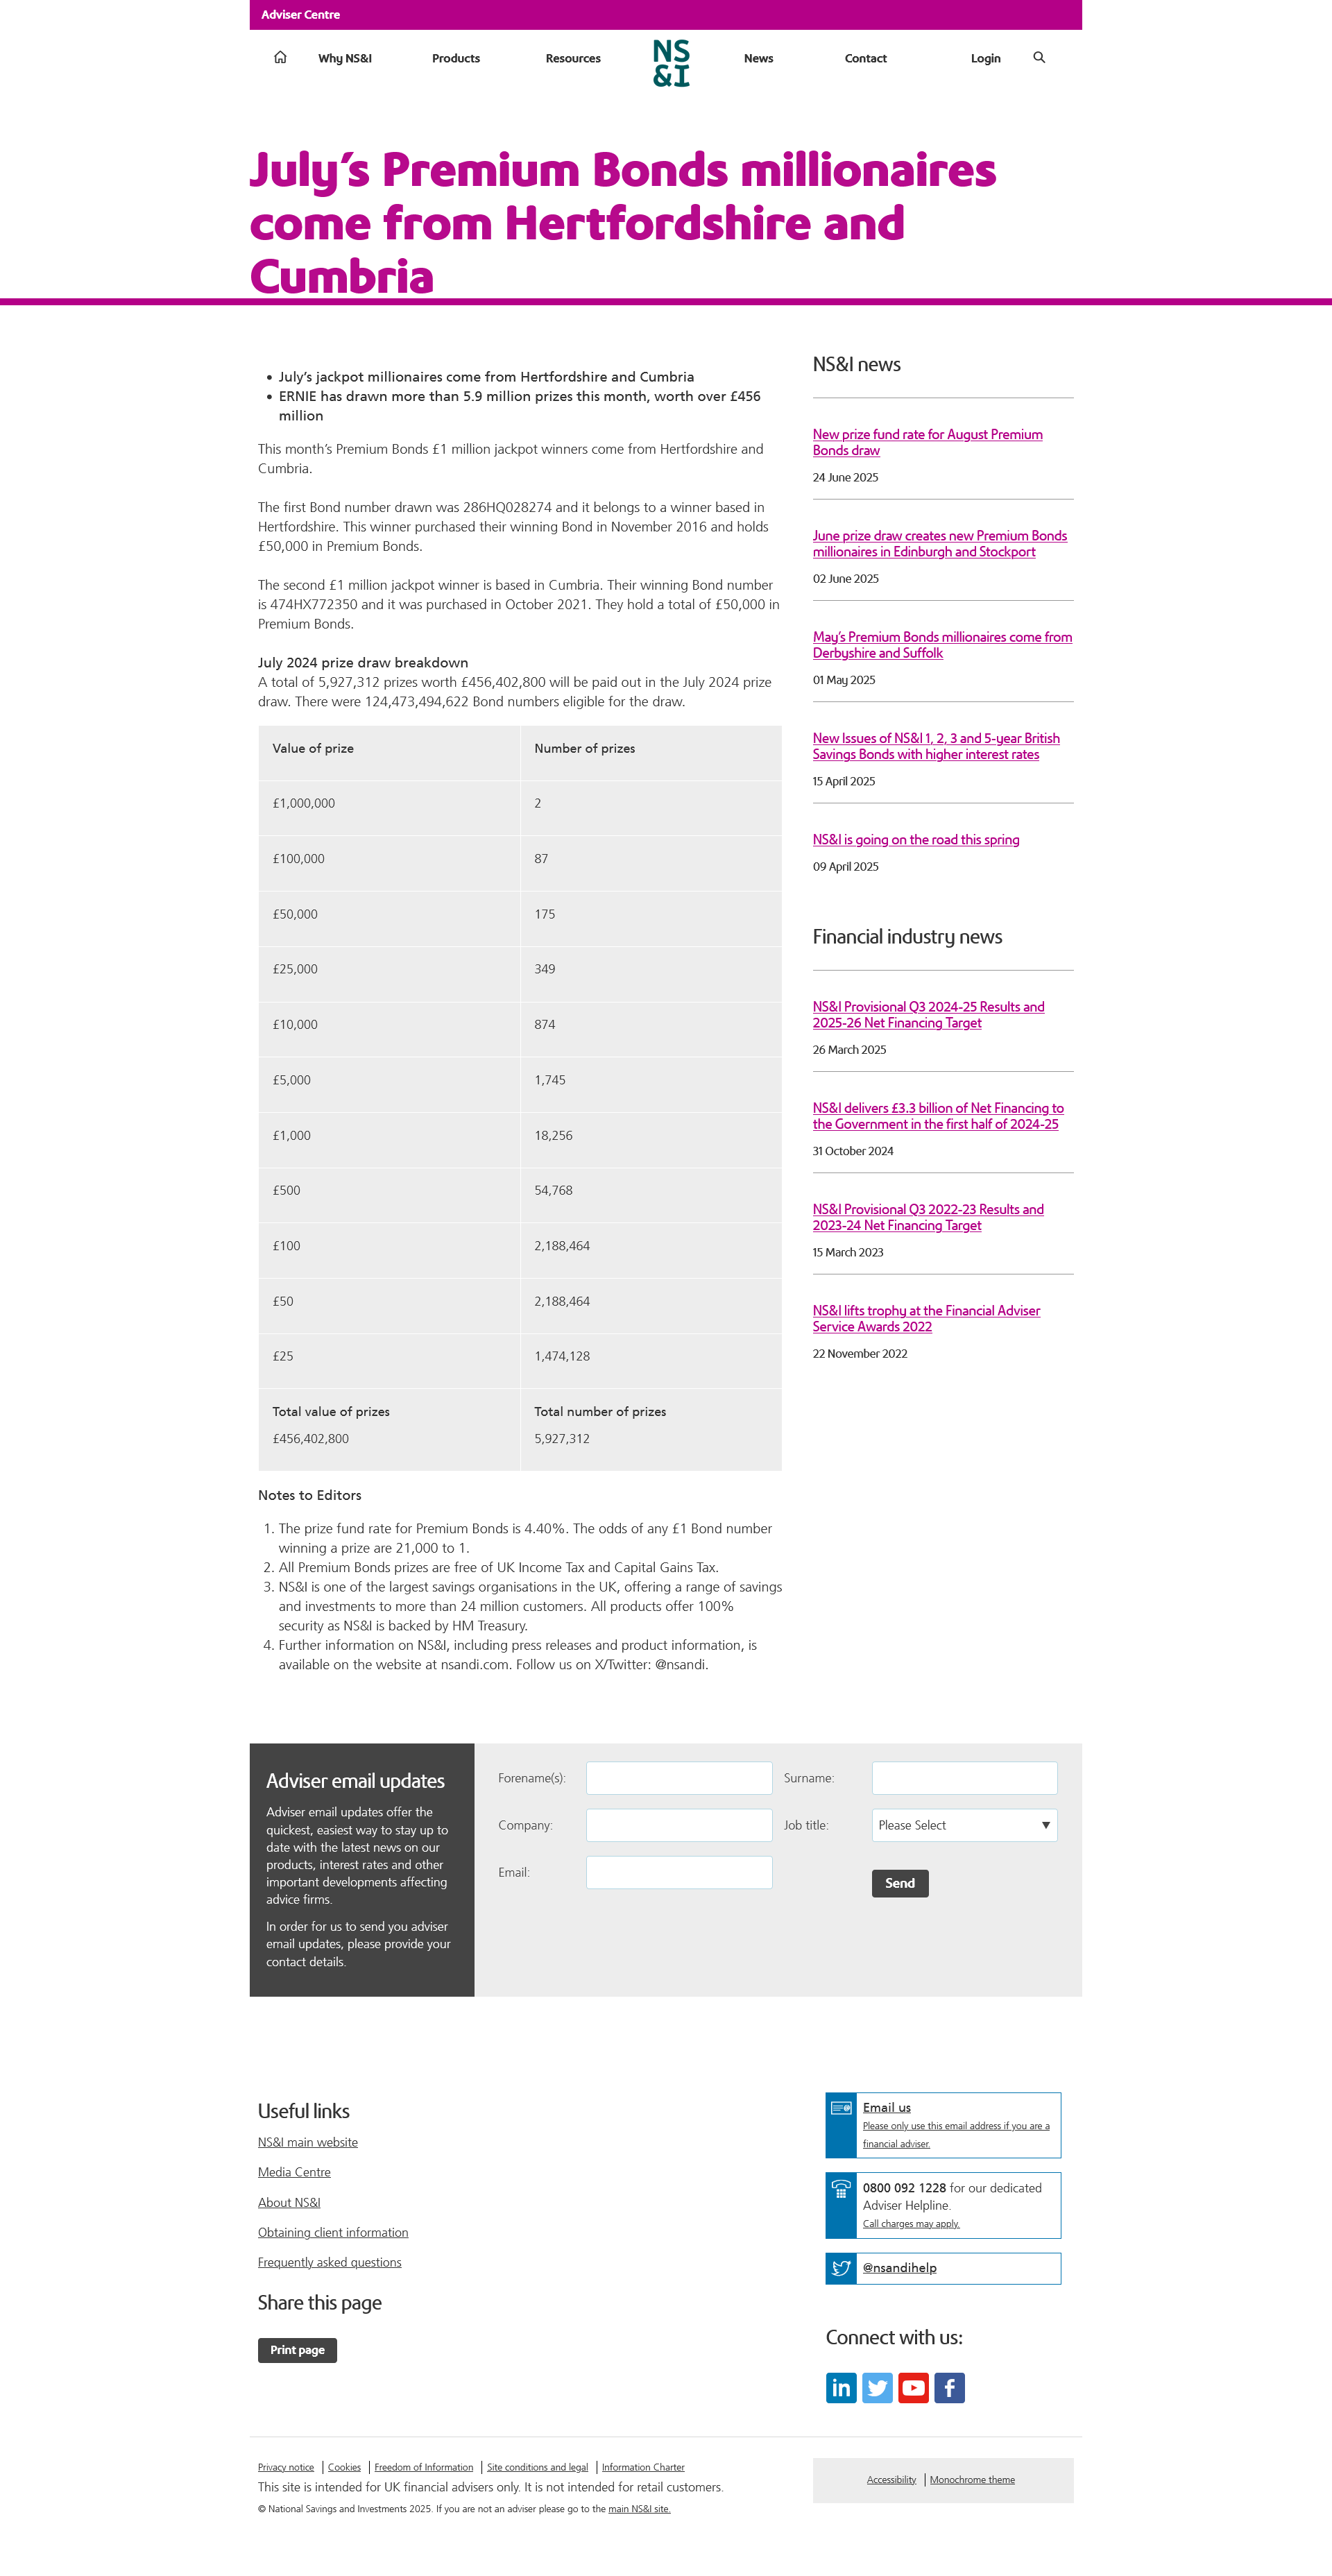 Adviser Centre
Why NS&I
Products
Resources
NS
&I
News
Contact
Login
July’s Premium Bonds millionaires
come from Hertfordshire and
Cumbria
• July’s jackpot millionaires come from Hertfordshire and Cumbria
• ERNIE has drawn more than 5.9 million prizes this month, worth over £456
million
This month’s Premium Bonds £1 million jackpot winners come from Hertfordshire and
Cumbria.
The first Bond number drawn was 286HQ028274 and it belongs to a winner based in
Hertfordshire. This winner purchased their winning Bond in November 2016 and holds
£50,000 in Premium Bonds.
The second £1 million jackpot winner is based in Cumbria. Their winning Bond number
is 474HX772350 and it was purchased in October 2021. They hold a total of £50,000 in
Premium Bonds.
July 2024 prize draw breakdown
A total of 5,927,312 prizes worth £456,402,800 will be paid out in the July 2024 prize
draw. There were 124,473,494,622 Bond numbers eligible for the draw.
Value of prize Number of prizes
£1,000,000 2
£100,000 87
£50,000 175
£25,000 349
£10,000 874
£5,000 1,745
£1,000 18,256
£500 54,768
£100 2,188,464
£50 2,188,464
£25 1,474,128
Total value of prizes Total number of prizes
£456,402,800 5,927,312
Notes to Editors
1. The prize fund rate for Premium Bonds is 4.40%. The odds of any £1 Bond number
winning a prize are 21,000 to 1.
2. All Premium Bonds prizes are free of UK Income Tax and Capital Gains Tax.
3. NS&I is one of the largest savings organisations in the UK, offering a range of savings
and investments to more than 24 million customers. All products offer 100%
security as NS&I is backed by HM Treasury.
4. Further information on NS&I, including press releases and product information, is
available on the website at nsandi.com. Follow us on X/Twitter: @nsandi.
NS&I news
New prize fund rate for August Premium
Bonds draw
24 June 2025
June prize draw creates new Premium Bonds
millionaires in Edinburgh and Stockport
02 June 2025
May’s Premium Bonds millionaires come from
Derbyshire and Suffolk
01 May 2025
New Issues of NS&I 1, 2, 3 and 5-year British
Savings Bonds with higher interest rates
15 April 2025
NS&I is going on the road this spring
09 April 2025
Financial industry news
NS&I Provisional Q3 2024-25 Results and
2025-26 Net Financing Target
26 March 2025
NS&I delivers £3.3 billion of Net Financing to
the Government in the first half of 2024-25
31 October 2024
NS&I Provisional Q3 2022-23 Results and
2023-24 Net Financing Target
15 March 2023
NS&I lifts trophy at the Financial Adviser
Service Awards 2022
22 November 2022
Adviser email updates
Adviser email updates offer the
quickest, easiest way to stay up to
date with the latest news on our
products, interest rates and other
important developments affecting
advice firms.
In order for us to send you adviser
email updates, please provide your
contact details.
Forename(s):
Surname:
Company:
Job title:
Please Select
Email:
Send
Useful links
NS&I main website
Media Centre
About NS&I
Obtaining client information
Frequently asked questions
Share this page
Print page
Email us
Please only use this email address if you are a
financial adviser.
0800 092 1228 for our dedicated
Adviser Helpline.
Call charges may apply.
@nsandihelp
Connect with us:
Privacy notice | Cookies | Freedom of Information | Site conditions and legal | Information Charter
This site is intended for UK financial advisers only. It is not intended for retail customers.
© National Savings and Investments 2025. If you are not an adviser please go to the main NS&I site.
Accessibility | Monochrome theme